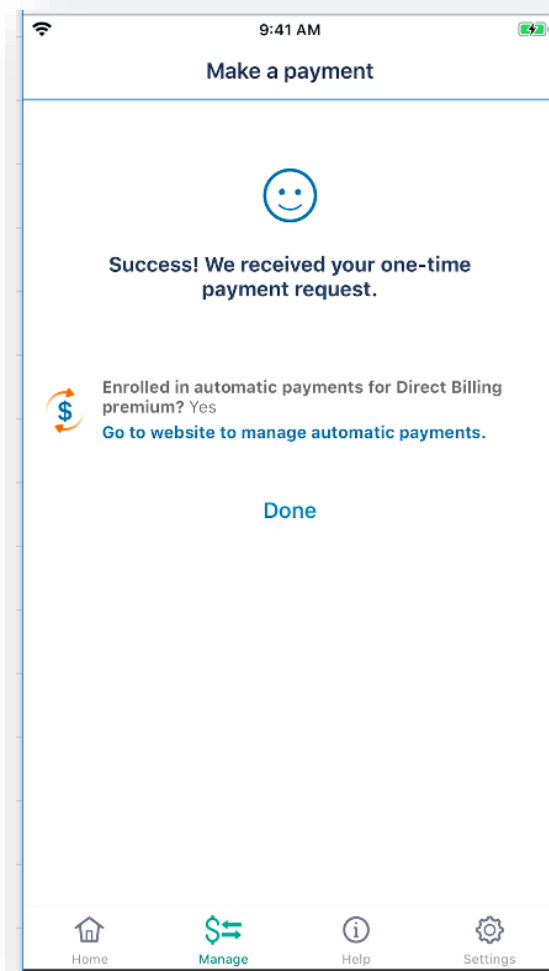 9:41 AM
Make a payment
Success! We received your one-time
payment request.
Enrolled in automatic payments for Direct Billing
premium? Yes
Go to website to manage automatic payments.
$
Done
Home
Manage
Help
Settings